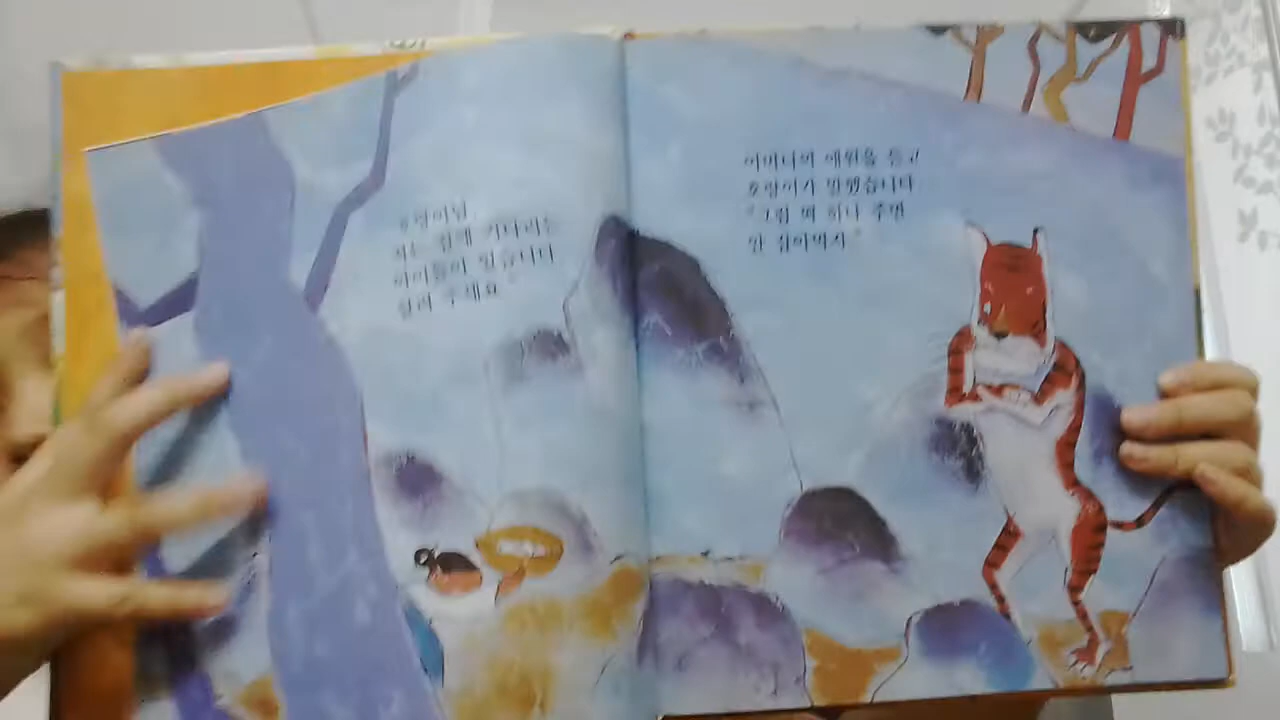 호랑이님,
저는 집에 기다리는
아이들이 있습니다
살려 주세요."
어머니의 애원을 듣고
호랑이가 말했습니다
"그럼 떡 하나 주면
안 잡아먹지."